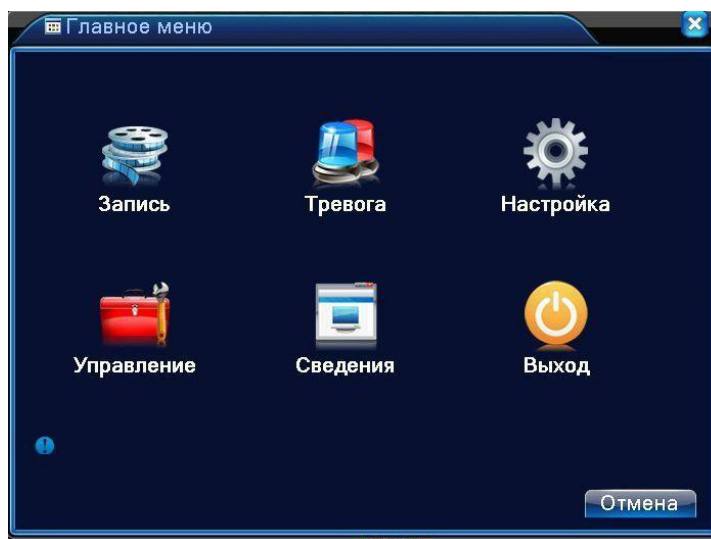 Главное меню
Запись
Тревога
Настройка
Управление
Сведения
Выход
Отмена